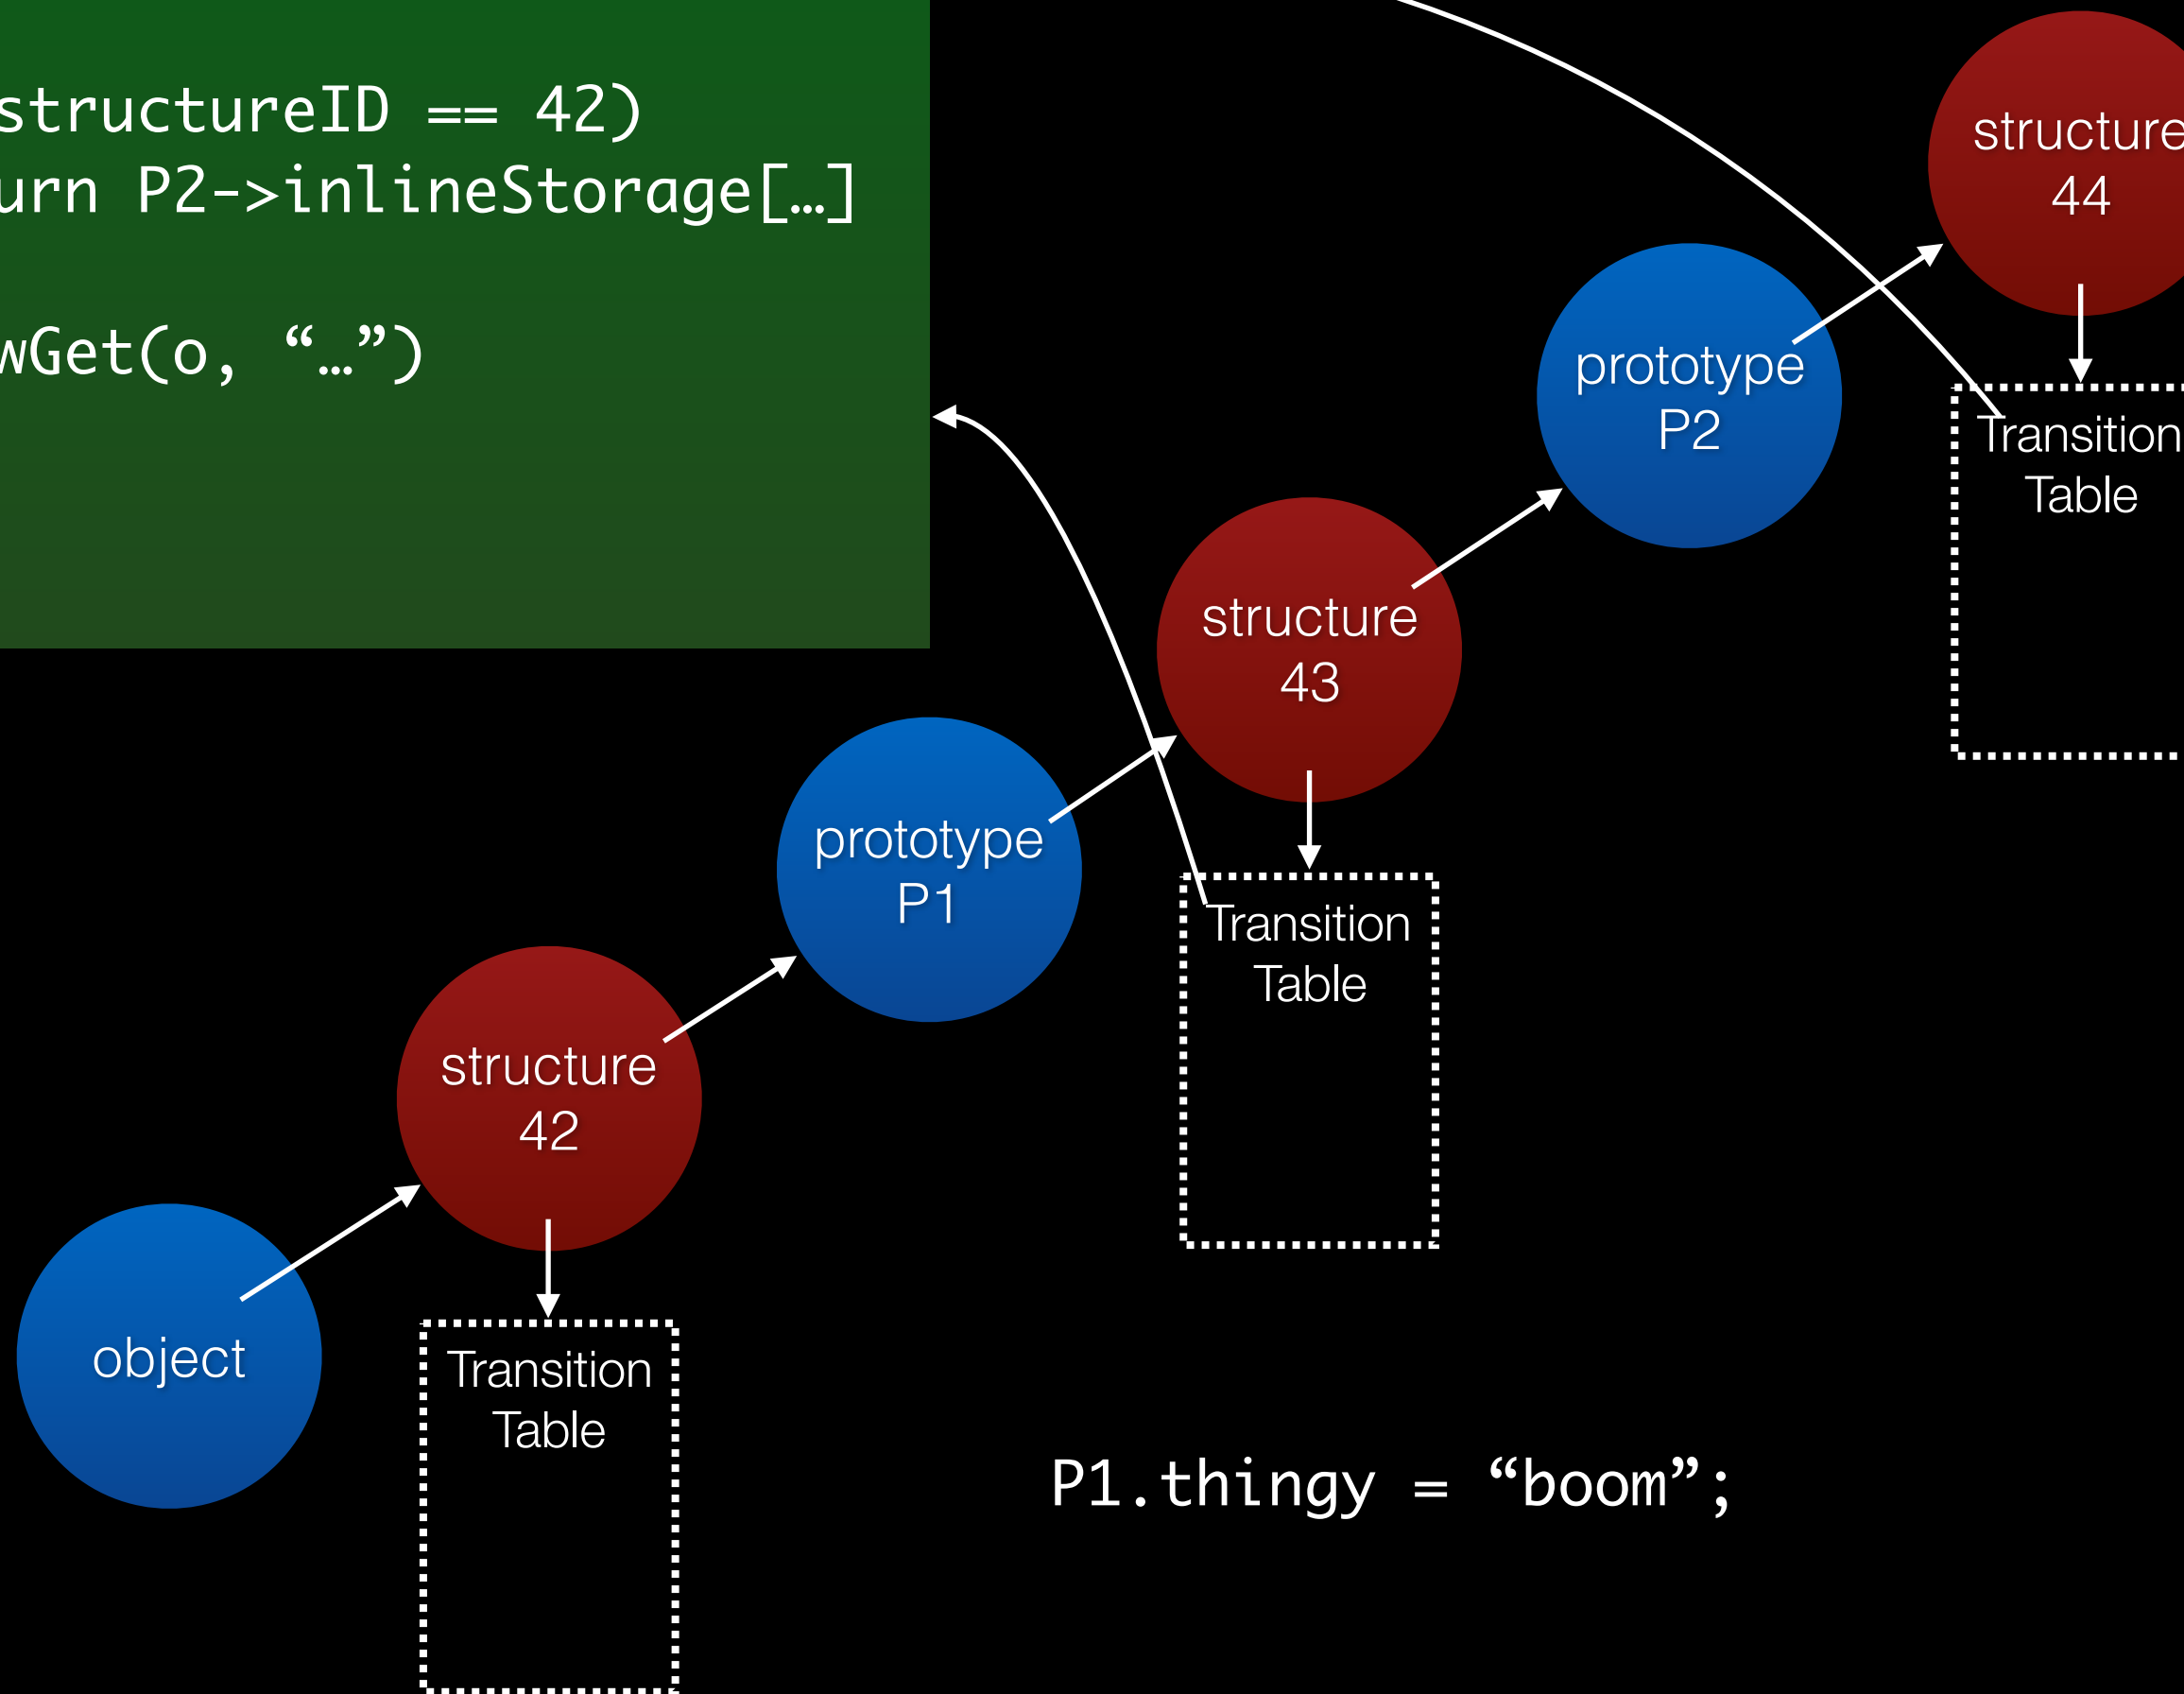 structureID == 42)
urn P2->inlineStorage[…]
wGet(o, “…”)
structure
44
prototype
P2
Transition
Table
structure
43
prototype
P1
Transition
Table
structure
42
object
Transition
Table
P1.thingy = “boom”;